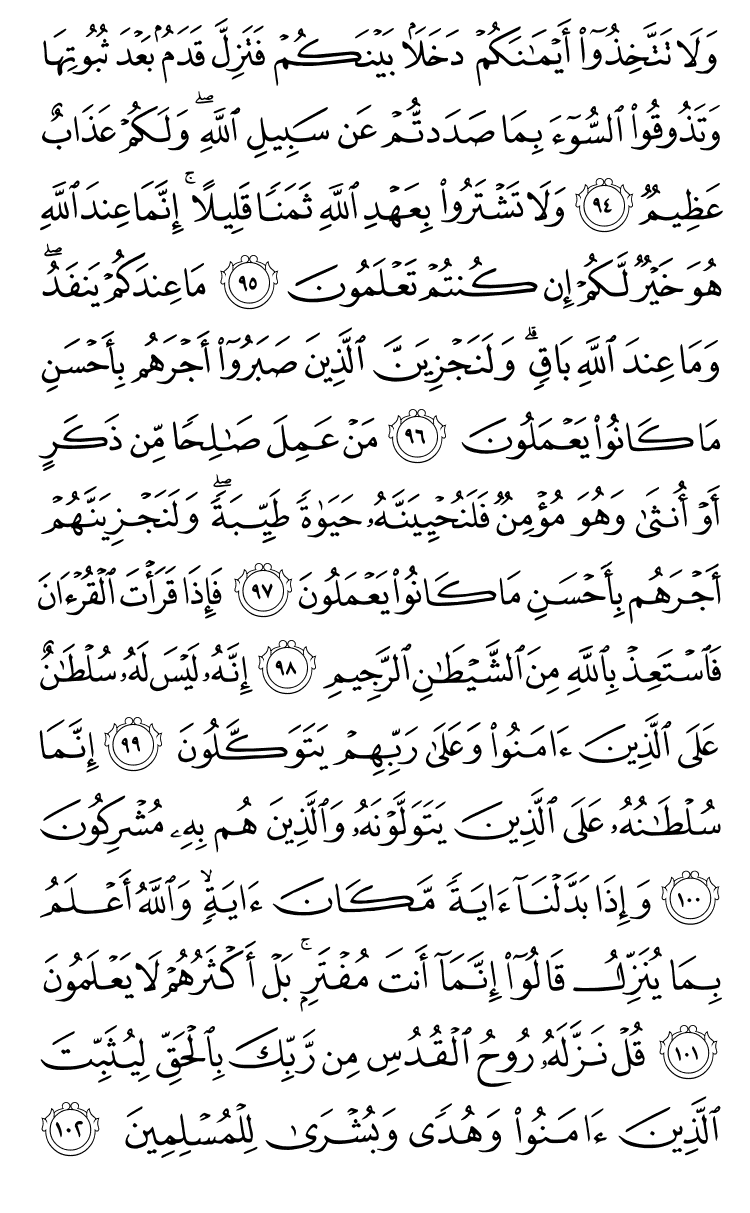 وَلَا تَتَّخِذُوٓا۟ أَيْمَٰنَكُمْ دَخَلًۢا بَيْنَكُمْ فَتَزِلَّ قَدَمٌۢ بَعْدَ ثُبُوتِهَا
وَتَذُوقُوا۟ ٱلسُّوٓءَ بِمَا صَدَدتُّمْ عَن سَبِيلِ ٱللَّهِ ۖ وَلَكُمْ عَذَابٌ
عَظِيمٌ ٩٤ وَلَا تَشْتَرُوا۟ بِعَهْدِ ٱللَّهِ ثَمَنًا قَلِيلًا ۚ إِنَّمَا عِندَ ٱللَّهِ
هُوَ خَيْرٌ لَّكُمْ إِن كُنتُمْ تَعْلَمُونَ ٩٥ مَا عِندَكُمْ يَنفَدُ ۖ
وَمَا عِندَ ٱللَّهِ بَاقٍ ۗ وَلَنَجْزِيَنَّ ٱلَّذِينَ صَبَرُوٓا۟ أَجْرَهُم بِأَحْسَنِ
مَا كَانُوا۟ يَعْمَلُونَ ٩٦ مَنْ عَمِلَ صَٰلِحًا مِّن ذَكَرٍ
أَوْ أُنثَىٰ وَهُوَ مُؤْمِنٌ فَلَنُحْيِيَنَّهُۥ حَيَوٰةً طَيِّبَةً ۖ وَلَنَجْزِيَنَّهُمْ
أَجْرَهُم بِأَحْسَنِ مَا كَانُوا۟ يَعْمَلُونَ ٩٧ فَإِذَا قَرَأْتَ ٱلْقُرْءَانَ
فَٱسْتَعِذْ بِٱللَّهِ مِنَ ٱلشَّيْطَٰنِ ٱلرَّجِيمِ ٩٨ إِنَّهُۥ لَيْسَ لَهُۥ سُلْطَٰنٌ
عَلَى ٱلَّذِينَ ءَامَنُوا۟ وَعَلَىٰ رَبِّهِمْ يَتَوَكَّلُونَ ٩٩ إِنَّمَا
سُلْطَٰنُهُۥ عَلَى ٱلَّذِينَ يَتَوَلَّوْنَهُۥ وَٱلَّذِينَ هُم بِهِۦ مُشْرِكُونَ
١٠٠ وَإِذَا بَدَّلْنَآ ءَايَةً مَّكَانَ ءَايَةٍ ۙ وَٱللَّهُ أَعْلَمُ
بِمَا يُنَزِّلُ قَالُوٓا۟ إِنَّمَآ أَنتَ مُفْتَرٍۭ ۚ بَلْ أَكْثَرُهُمْ لَا يَعْلَمُونَ
١٠١ قُلْ نَزَّلَهُۥ رُوحُ ٱلْقُدُسِ مِن رَّبِّكَ بِٱلْحَقِّ لِيُثَبِّتَ
ٱلَّذِينَ ءَامَنُوا۟ وَهُدًى وَبُشْرَىٰ لِلْمُسْلِمِينَ ١٠٢